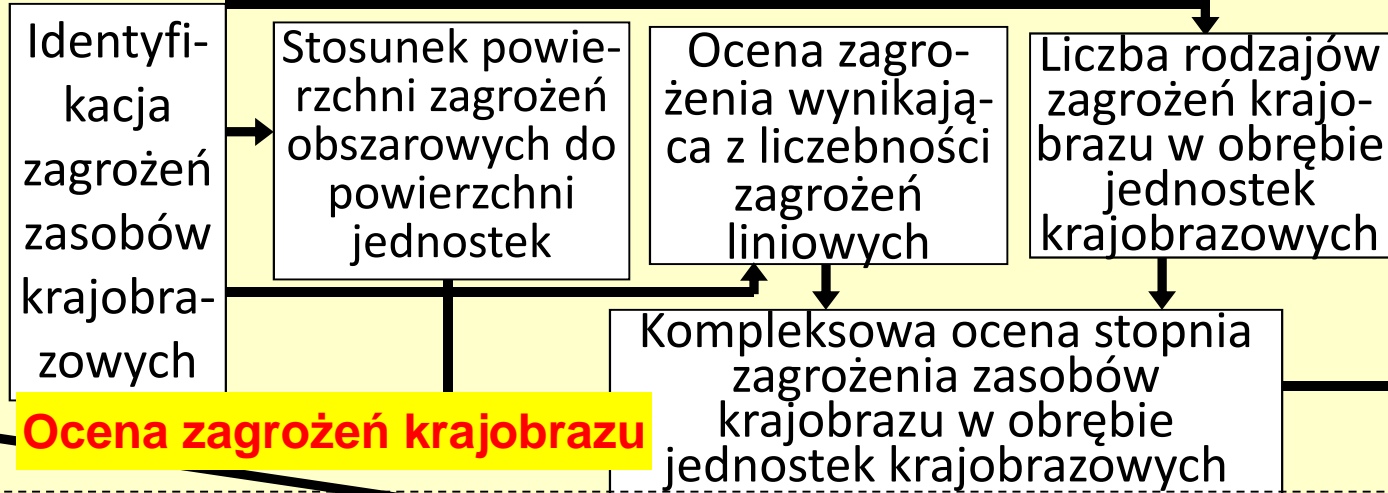 Identyfi-
kacja
zagrożeń
zasobów
krajobra-
zowych
Stosunek powie-
rzchni zagrożeń
obszarowych do
powierzchni
jednostek
Ocena zagro-
żenia wynikają-
ca z liczebności
zagrożeń
liniowych
Liczba rodzajów
zagrożeń krajo-
brazu w obrębie
jednostek
krajobrazowych
Kompleksowa ocena stopnia
zagrożenia zasobów
krajobrazu w obrębie
jednostek krajobrazowych
Ocena zagrożeń krajobrazu